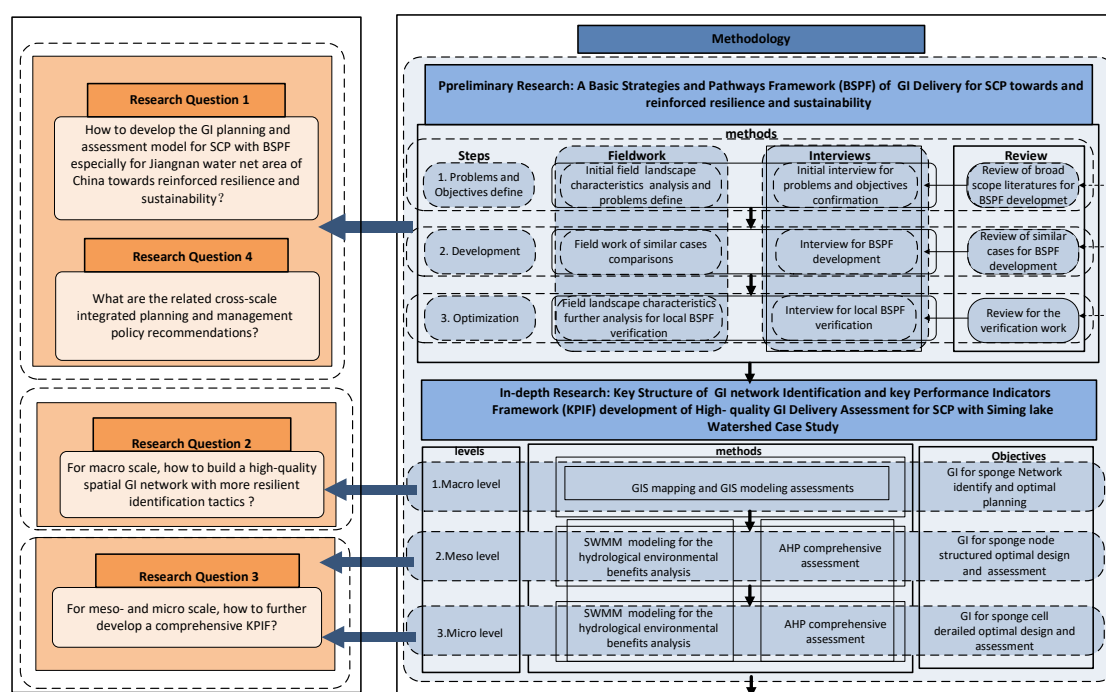 Research Question 1
How to develop the GI planning and
assessment model for SCP with BSPF
especially for Jiangnan water net area of
China towards reinforced resilience and
sustainability?
Research Question 4
What are the related cross-scale
integrated planning and management
policy recommendations?
Research Question 2
For macro scale, how to build a high-quality
spatial GI network with more resilient
identification tactics ?
Research Question 3
For meso- and micro scale, how to further
develop a comprehensive KPIF?
Methodology
Ppreliminary Research: A Basic Strategies and Pathways Framework (BSPF) of GI Delivery for SCP towards and
reinforced resilience and sustainability
methods
Steps
Fieldwork
Interviews
Review
1. Problems and
Objectives define
Initial field landscape
characteristics analysis and
problems define
Initial interview for
problems and objectives
confirmation
Review of broad
scope literatures for
BSPF developmet
2. Development
Field work of similar cases
comparisons
Interview for BSPF
development
Review of similar
cases for BSPF
development
3. Optimization
Field landscape characteristics
further analysis for local BSPF
verification
Interview for local BSPF
verification
Review for the
verification work
In-depth Research: Key Structure of GI network Identification and key Performance Indicators
Framework (KPIF) development of High- quality GI Delivery Assessment for SCP with Siming lake
Watershed Case Study
levels
methods
Objectives
1.Macro level
GIS mapping and GIS modeling assessments
GI for sponge Network
identify and optimal
planning
2.Meso level
SWMM modeling for the
hydrological environmental
benefits analysis
AHP comprehensive
assessment
GI for sponge node
structured optimal design
and assessment
3.Micro level
SWMM modeling for the
hydrological environmental
benefits analysis
AHP comprehensive
assessment
GI for sponge cell
derailed optimal design and
assessment